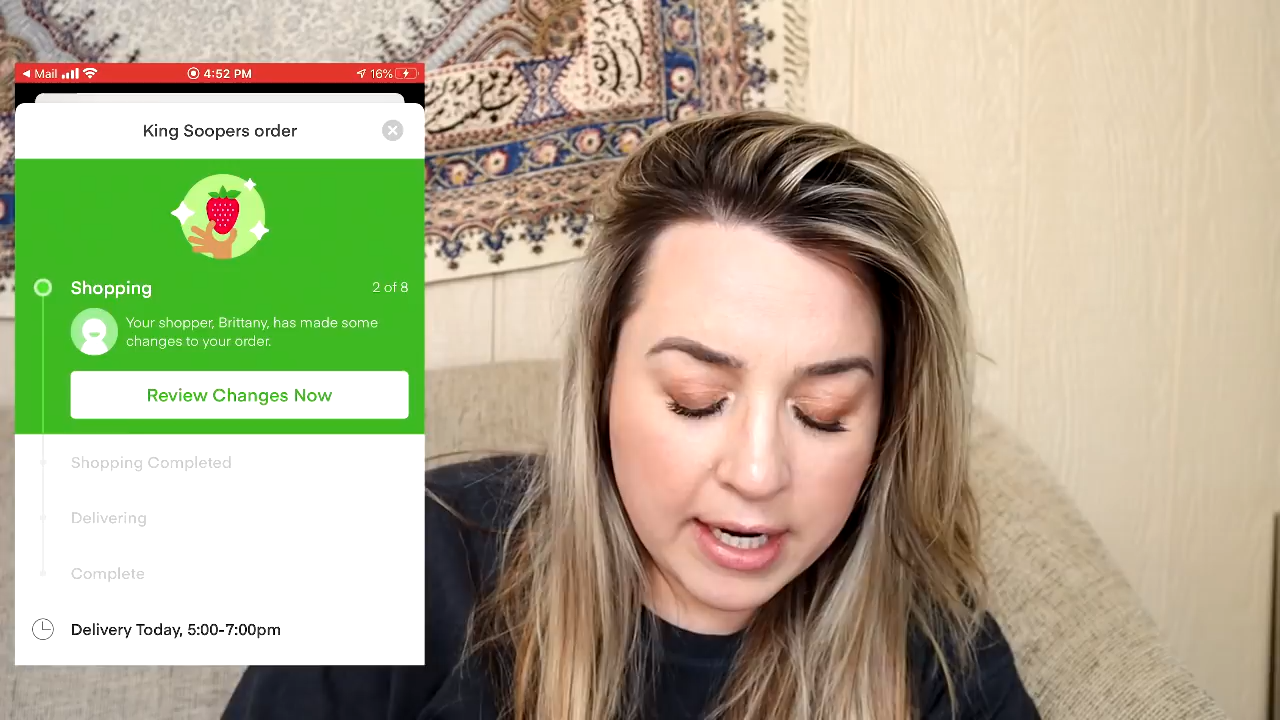 Mail
4:52 PM
16%
King Soopers order
Shopping
2 of 8
Your shopper, Brittany, has made some
changes to your order.
Review Changes Now
Shopping Completed
Delivering
Complete
Delivery Today, 5:00-7:00pm